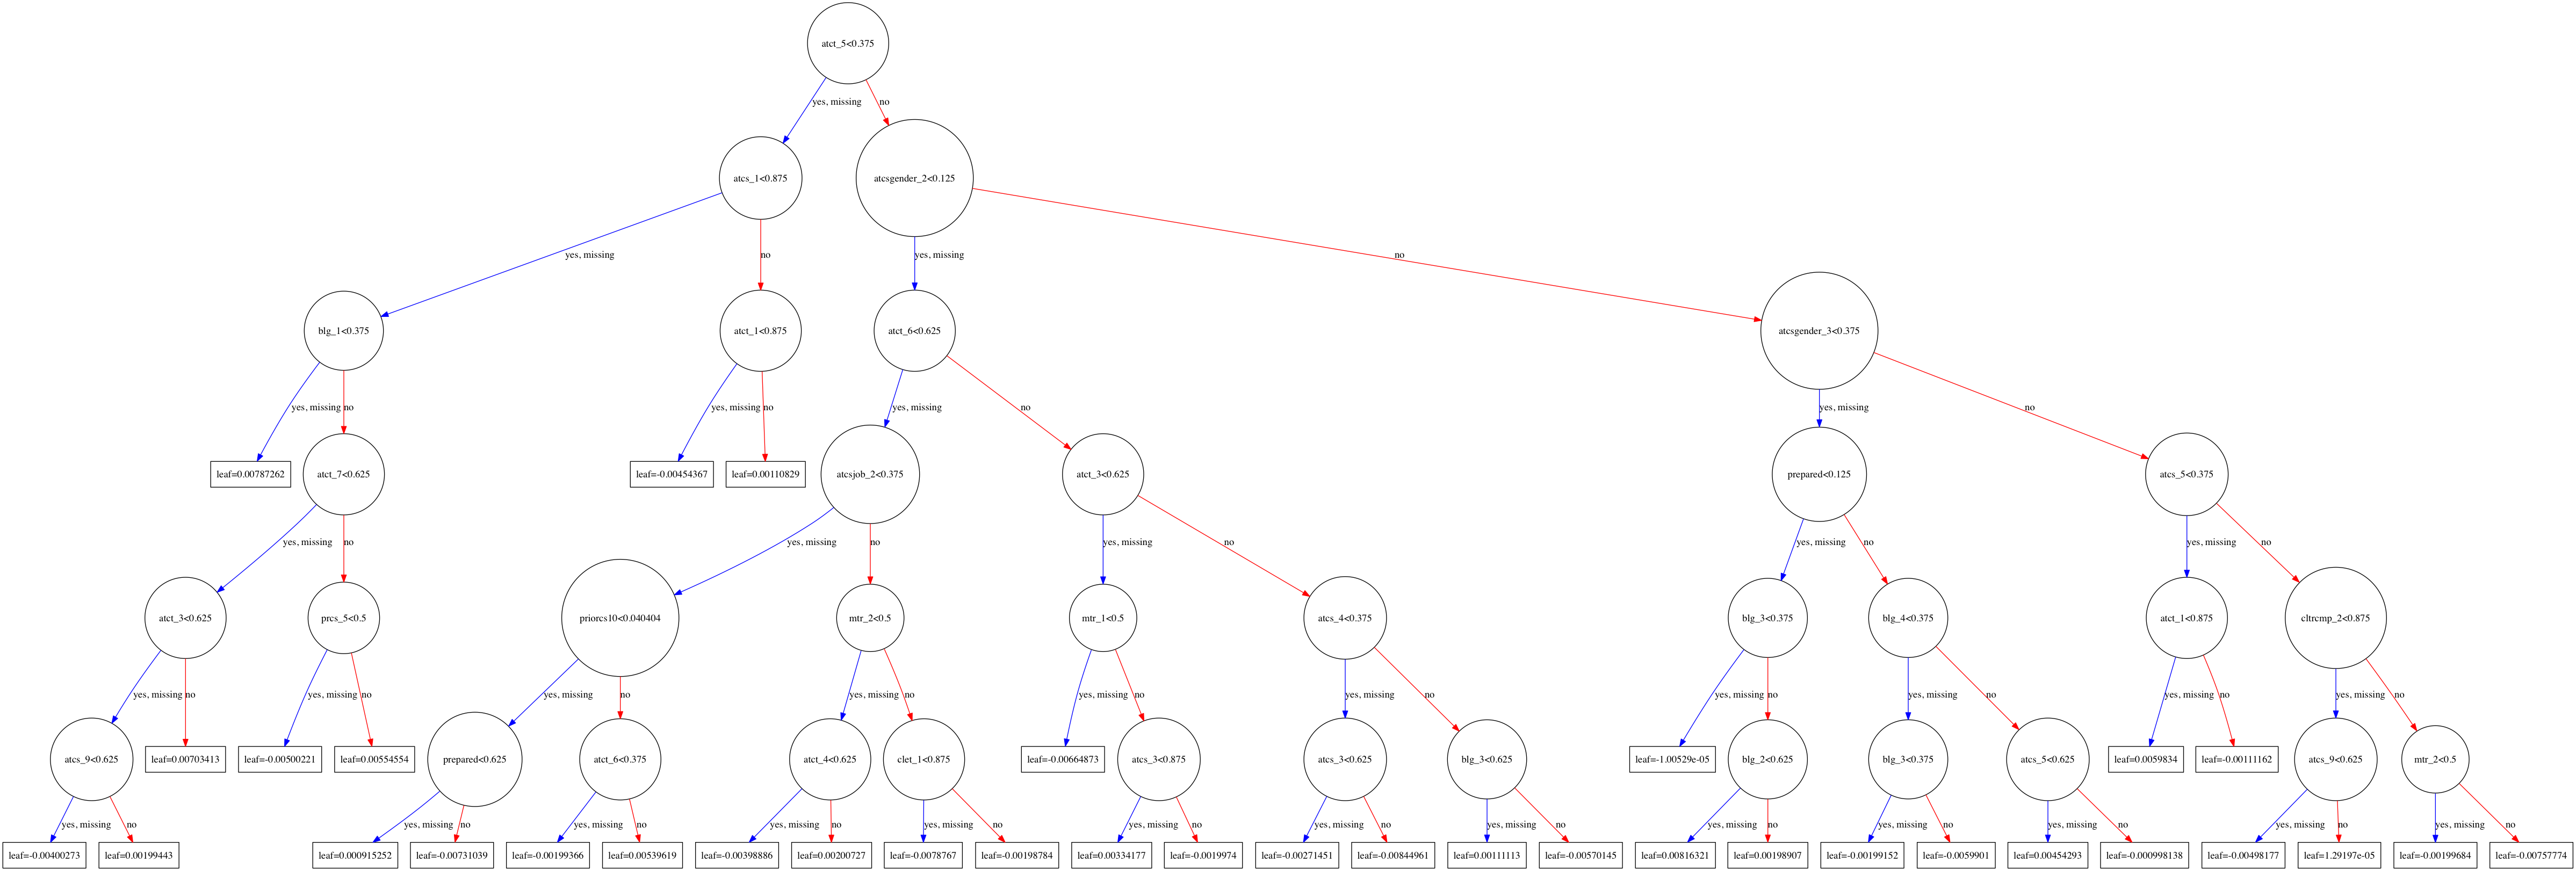 atct_5<0.375
yes, missing
no
atcs_1<0.875
atcsgender_2<0.125
yes, missing
no
yes, missing
no
blg_1<0.375
atct_1<0.875
atct_6<0.625
atcsgender_3<0.375
yes, missing
no
yes, missing
no
yes, missing
no
yes, missing
no
leaf=0.00787262
atct_7<0.625
leaf=-0.00454367
leaf=0.00110829
atcsjob_2<0.375
atct_3<0.625
prepared<0.125
atcs_5<0.375
yes, missing
no
yes, missing
no
yes, missing
no
yes, missing
no
yes, missing
no
atct_3<0.625
prcs_5<0.5
priorcs10<0.040404
mtr_2<0.5
mtr_1<0.5
atcs_4<0.375
blg_3<0.375
blg_4<0.375
atct_1<0.875
cltrcmp_2<0.875
yes, missing
no
yes, missing
no
yes, missing
no
yes, missing
no
yes, missing
no
yes, missing
no
yes, missing
no
yes, missing
no
yes, missing
no
yes, missing
no
atcs_9<0.625
leaf=0.00703413
leaf=-0.00500221
leaf=0.00554554
prepared<0.625
atct_6<0.375
atct_4<0.625
clet_1<0.875
leaf=-0.00664873
atcs_3<0.875
atcs_3<0.625
blg_3<0.625
leaf=-1.00529e-05
blg_2<0.625
blg_3<0.375
atcs_5<0.625
leaf=0.0059834
leaf=-0.00111162
atcs_9<0.625
mtr_2<0.5
yes, missing
no
yes, missing
no
yes, missing
no
yes, missing
no
yes, missing
no
yes, missing
no
yes, missing
no
yes, missing
no
yes, missing
no
yes, missing
no
yes, missing
no
yes, missing
no
yes, missing
no
leaf=-0.00400273
leaf=0.00199443
leaf=0.000915252
leaf=-0.00731039
leaf=-0.00199366
leaf=0.00539619
leaf=-0.00398886
leaf=0.00200727
leaf=-0.0078767
leaf=-0.00198784
leaf=0.00334177
leaf=-0.0019974
leaf=-0.00271451
leaf=-0.00844961
leaf=0.00111113
leaf=-0.00570145
leaf=0.00816321
leaf=0.00198907
leaf=-0.00199152
leaf=-0.0059901
leaf=0.00454293
leaf=-0.000998138
leaf=-0.00498177
leaf=1.29197e-05
leaf=-0.00199684
leaf=-0.00757774